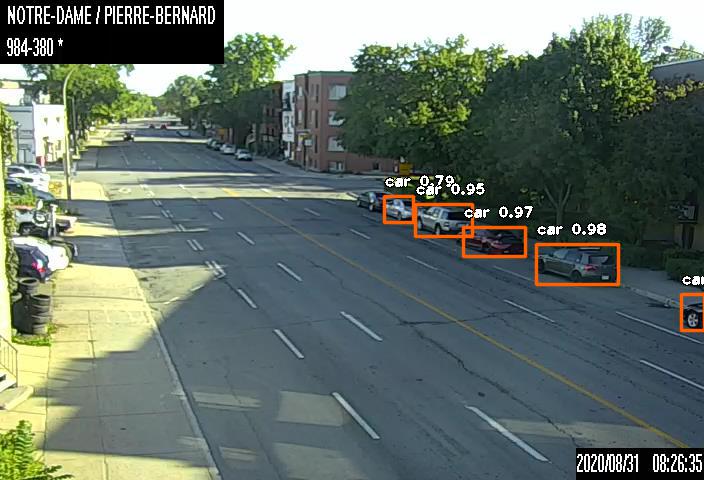 NOTRE-DAME / PIERRE-BERNARD
984-380 *
car 0.79
car 0.95
car 0.97
car 0.98
2020/08/31 08:26:35